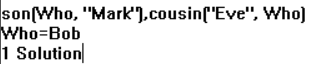 son(Who, "Mark"),cousin("Eve", Who)
Who=Bob
1 Solution